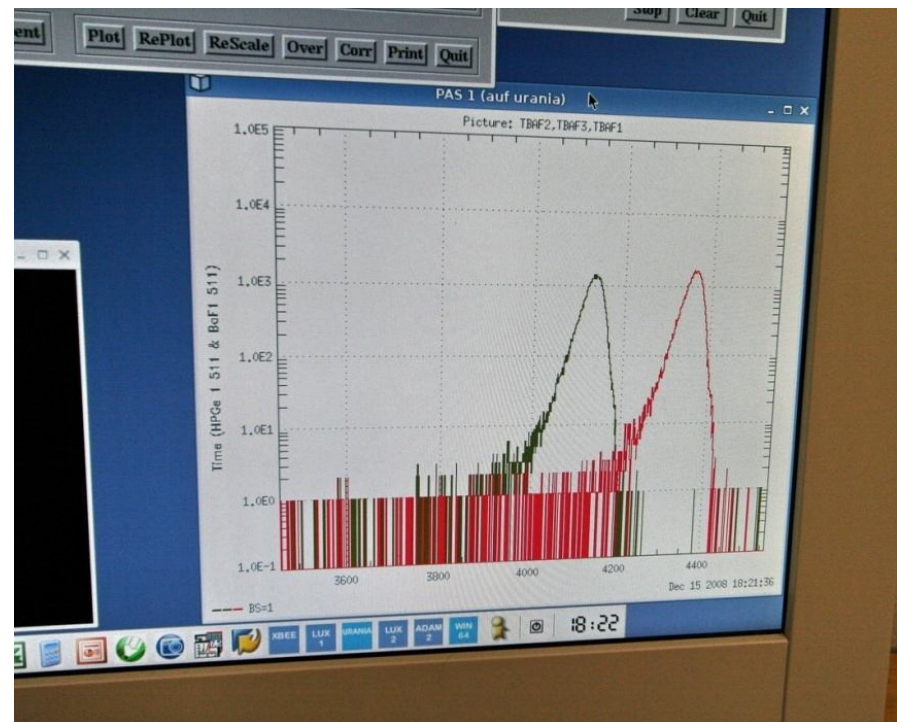 ent Plot RePlot ReScale Over Corr Print Quit
Stop Clear Quit
PAS 1 (auf urania)
Picture: TBAF2,TBAF3,TBAF1
1.0E5
1.0E4
1.0E3
1.0E2
1.0E1
1.0E0
1.0E-1
Time (HPGe 1 511 & BaF1 511)
3600 3800 4000 4200 4400
Dec 15 2008 18:21:36
BS=1
XBEE LUX 1 URANIA LUX 2 ADAM 2 WIN 64 18:22